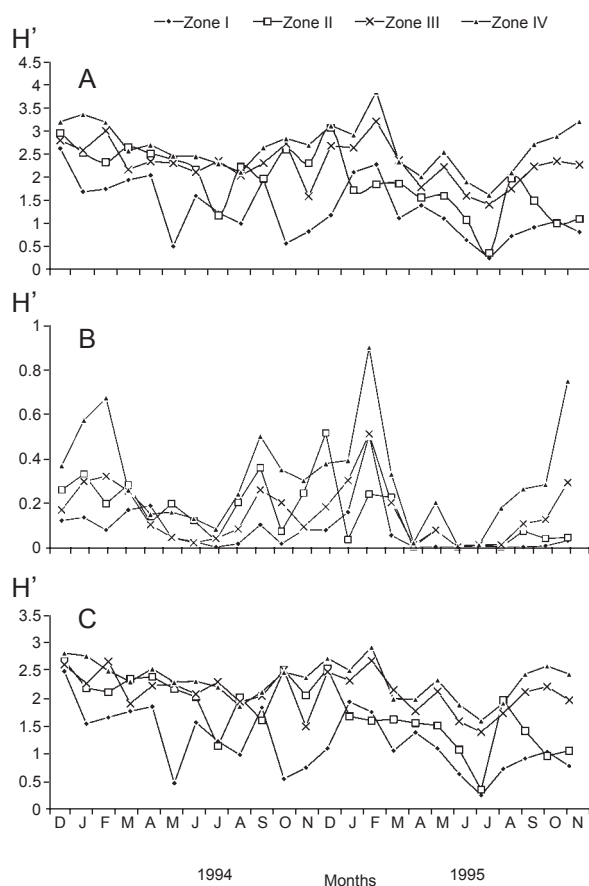 Zone I Zone II Zone III Zone IV
H'
A
4.5
4
3.5
3
2.5
2
1.5
1
0.5
0
H'
B
1
0.8
0.6
0.4
0.2
0
H'
C
3.5
3
2.5
2
1.5
1
0.5
0
D J F M A M J J A S O N D J F M A M J J A S O N
1994 Months 1995